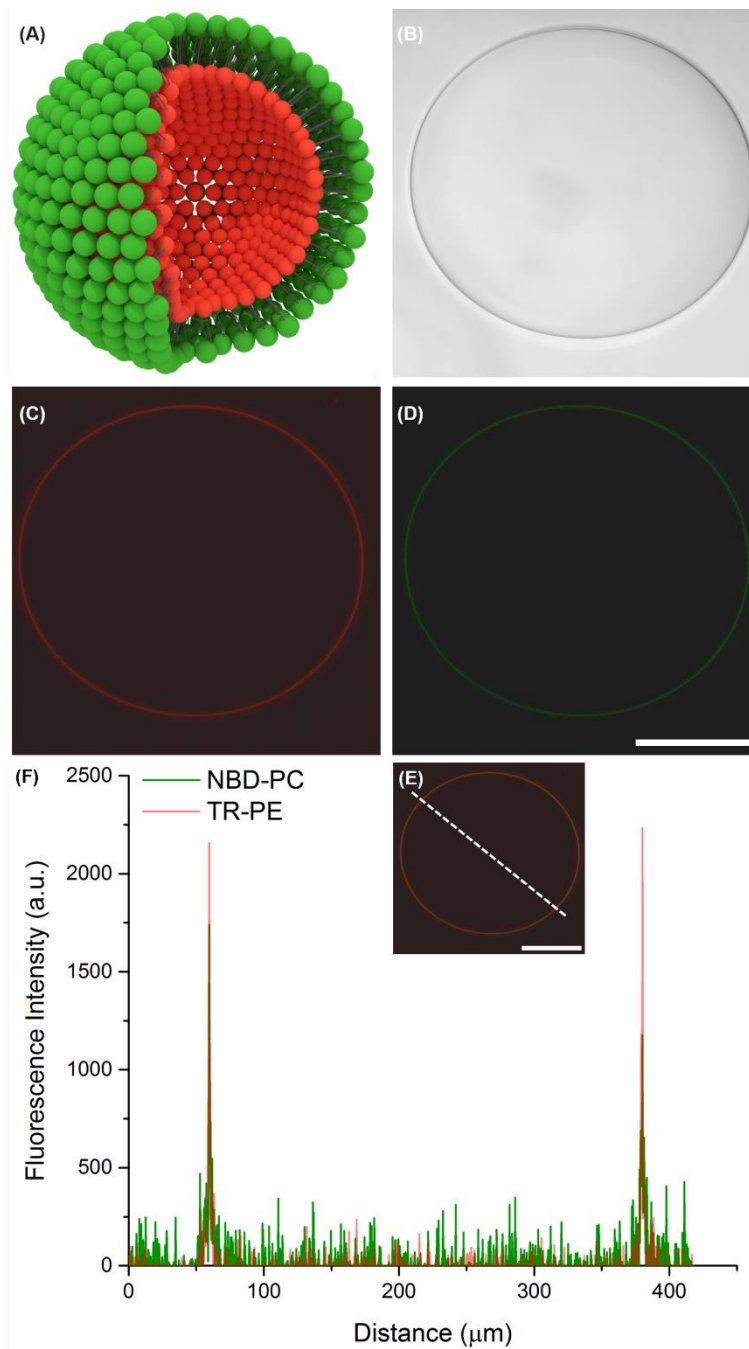 (A)
(B)
(C)
(D)
(F)
(E)
NBD-PC
TR-PE
2500
2000
1500
1000
500
0
Fluorescence Intensity (a.u.)
0 100 200 300 400
Distance (μm)